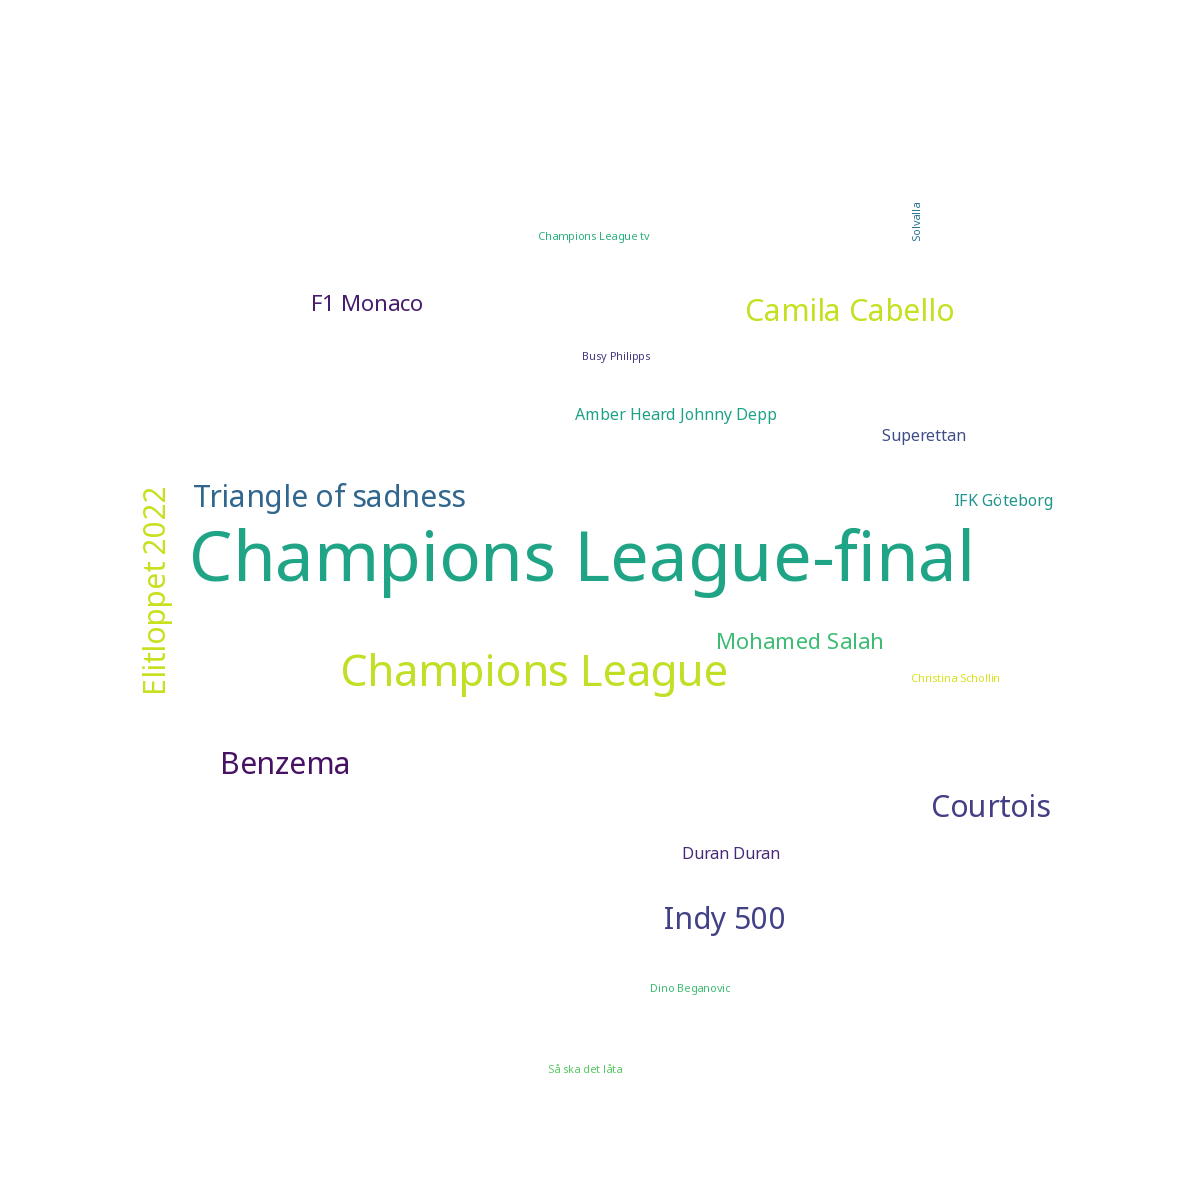 Solvalla
Champions League tv
F1 Monaco
Camila Cabello
Busy Philipps
Amber Heard Johnny Depp
Superettan
Triangle of sadness
IFK Göteborg
Elitloppet 2022
Champions League-final
Mohamed Salah
Champions League
Christina Schollin
Benzema
Courtois
Duran Duran
Indy 500
Dino Beganovic
Så ska det låta